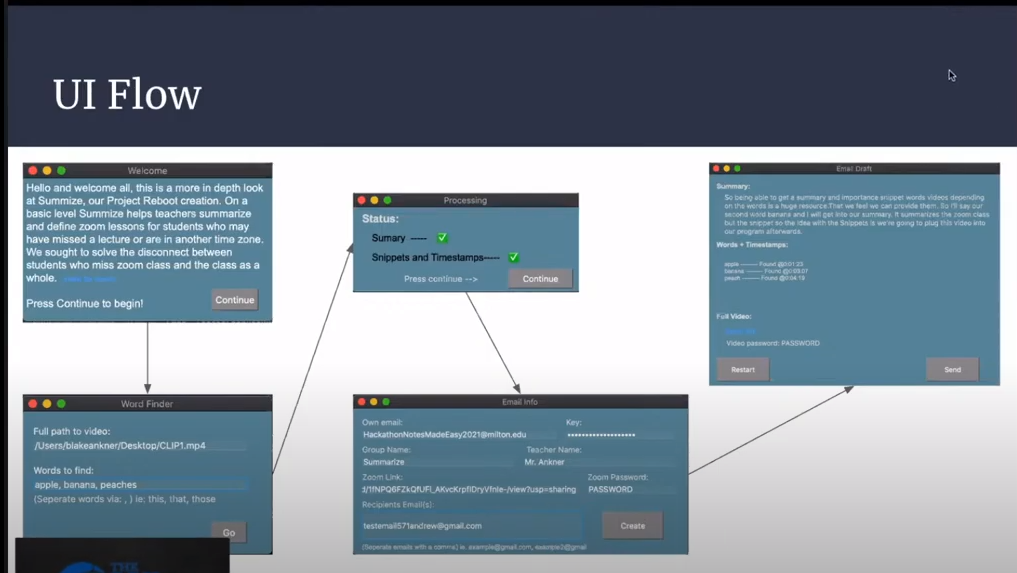 UI Flow
Welcome
Hello and welcome all, this is a more in depth look
at Summize, our Project Reboot creation. On a
basic level Summize helps teachers summarize
and define zoom lessons for students who may
have missed a lecture or are in another time zone.
We sought to solve the disconnect between
students who miss zoom class and the class as a
whole.
Press Continue to begin!
Continue
Word Finder
Full path to video:
/Users/blakeankner/Desktop/CLIP1.mp4
Words to find:
apple, banana, peaches
(Seperate words via: , ) ie: this, that, those
Go
THE
Processing
Status:
Sumary -----
Snippets and Timestamps-----
Press continue -->
Continue
Email Info
Own email:
Key:
HackathonNotesMadeEasy2021@milton.edu
••••••••••••••••••
Group Name:
Teacher Name:
Summarize
Mr. Ankner
Zoom Link:
Zoom Password:
/view?usp=sharing
PASSWORD
Recipients Email(s):
testemail571andrew@gmail.com
Create
(Seperate emails with a comma) ie. example@gmail.com, example2@gmail
Email Draft
Summary:
So being able to get a summary and importance snippet words videos depending
on the words is a huge resource.That we feel we can provide them. So I'll say our
second word banana and I will get into our summary. It summarizes the zoom class
but the snippet so the idea with the Snippets is we're going to plug this video into
our program afterwards.
Words + Timestamps:
apple -------- Found @0:01:23
banana -------- Found @0:03:07
-------- Found @0:04:19
Full Video:
Video password: PASSWORD
Restart
Send